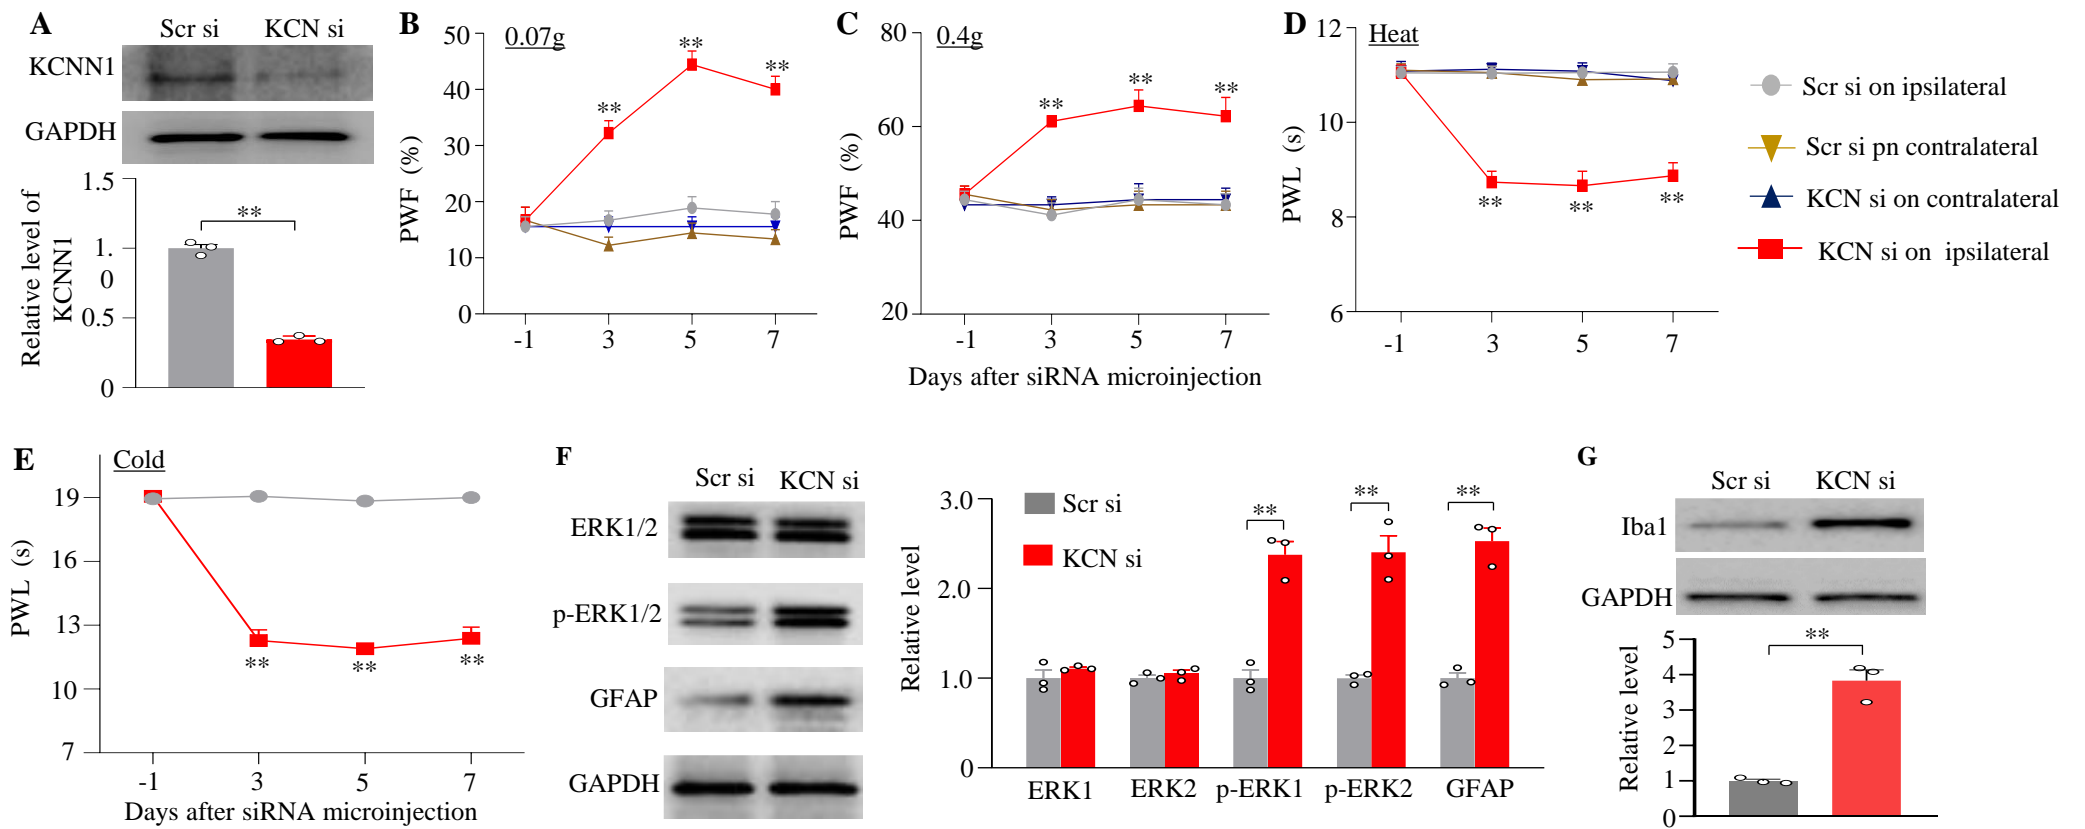 A
Scr si
KCN si
KCNN1
GAPDH
Relative level of
KCNN1
1.5
1.
0
0.5
0
**
B
0.07g
PWF (%)
50
40
30
20
10
0
**
**
**
-1
3
5
7
C
0.4g
PWF (%)
80
60
40
20
**
**
**
-1
3
5
7
Days after siRNA microinjection
D
Heat
PWL (s)
12
10
8
6
**
**
**
-1
3
5
7
Scr si on ipsilateral
Scr si pn contralateral
KCN si on contralateral
KCN si on ipsilateral
E
Cold
PWL (s)
19
16
13
10
7
**
**
**
-1
3
5
7
Days after siRNA microinjection
F
Scr si
KCN si
ERK1/2
p-ERK1/2
GFAP
GAPDH
Relative level
3.0
2.0
1.0
0
Scr si
KCN si
**
**
**
ERK1
ERK2
p-ERK1
p-ERK2
GFAP
G
Scr si
KCN si
Iba1
GAPDH
Relative level
5
4
3
2
1
0
**